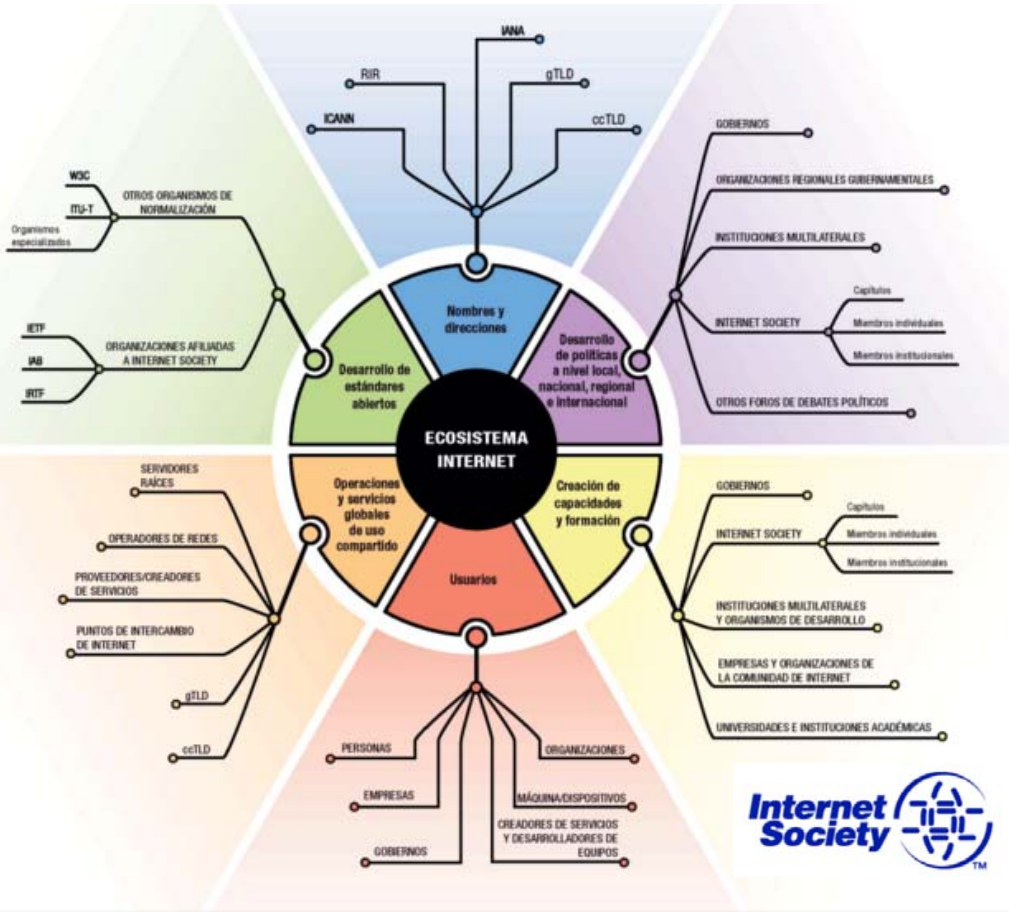 IANA
RIR
gTLD
ICANN
ccTLD
Nombres y
direcciones
GOBIERNOS
ORGANIZACIONES REGIONALES GUBERNAMENTALES
INSTITUCIONES MULTILATERALES
INTERNET SOCIETY
Capítulos
Miembros individuales
Miembros institucionales
OTROS FOROS DE DEBATES POLÍTICOS
Desarrollo
de políticas
a nivel local,
nacional, regional
e internacional
W3C
ITU-T
Organismos
especializados
OTROS ORGANISMOS DE
NORMALIZACIÓN
IETF
IAB
IRTF
ORGANIZACIONES AFILIADAS
A INTERNET SOCIETY
Desarrollo de
estándares
abiertos
ECOSISTEMA
INTERNET
SERVIDORES
RAÍCES
OPERADORES DE REDES
PROVEEDORES/CREADORES
DE SERVICIOS
PUNTOS DE INTERCAMBIO
DE INTERNET
gTLD
ccTLD
Operaciones
y servicios
globales
de uso
compartido
Creación de
capacidades
y formación
GOBIERNOS
INTERNET SOCIETY
Capítulos
Miembros individuales
Miembros institucionales
INSTITUCIONES MULTILATERALES
Y ORGANISMOS DE DESARROLLO
EMPRESAS Y ORGANIZACIONES DE
LA COMUNIDAD DE INTERNET
UNIVERSIDADES E INSTITUCIONES ACADÉMICAS
Usuarios
PERSONAS
EMPRESAS
GOBIERNOS
ORGANIZACIONES
MÁQUINA/DISPOSITIVOS
CREADORES DE SERVICIOS
Y DESARROLLADORES DE
EQUIPOS
Internet
Society
TM